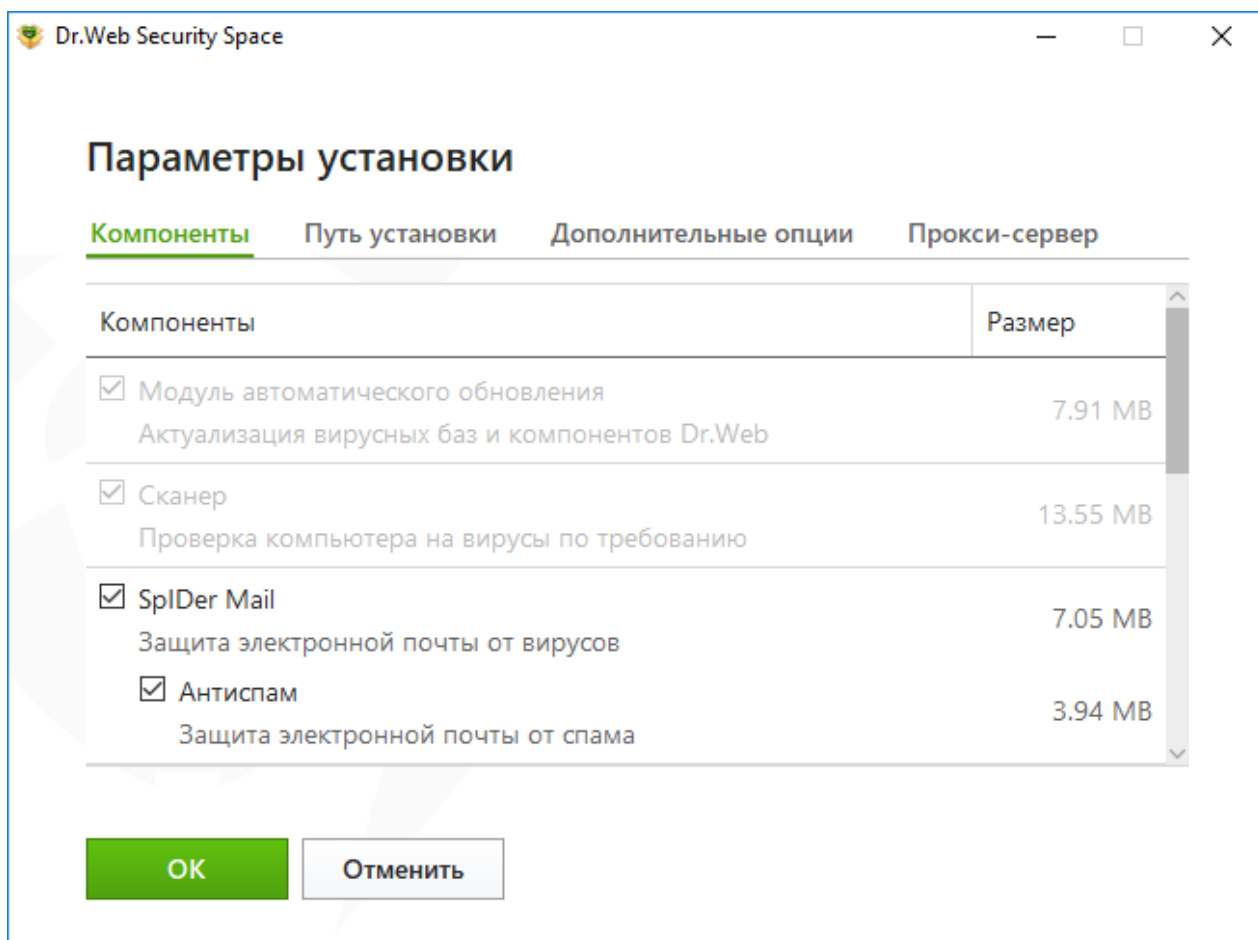 Dr.Web Security Space
Параметры установки
Компоненты Путь установки Дополнительные опции Прокси-сервер
Компоненты Размер
Модуль автоматического обновления
7.91 MB
Актуализация вирусных баз и компонентов Dr.Web
Сканер
13.55 MB
Проверка компьютера на вирусы по требованию
SpIDer Mail
7.05 MB
Защита электронной почты от вирусов
Антиспам
3.94 MB
Защита электронной почты от спама
ОК Отменить